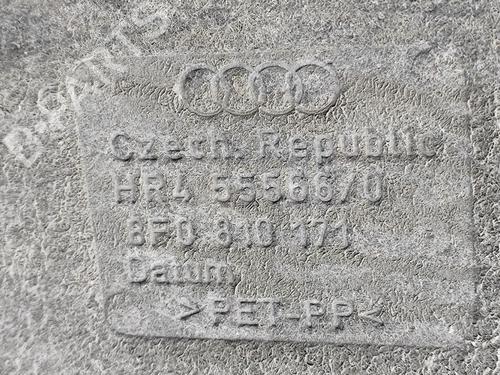 B-PARTS
Czech. Republic
HR4 55566/0
8F0 810 171
Datum
>PET-PP<